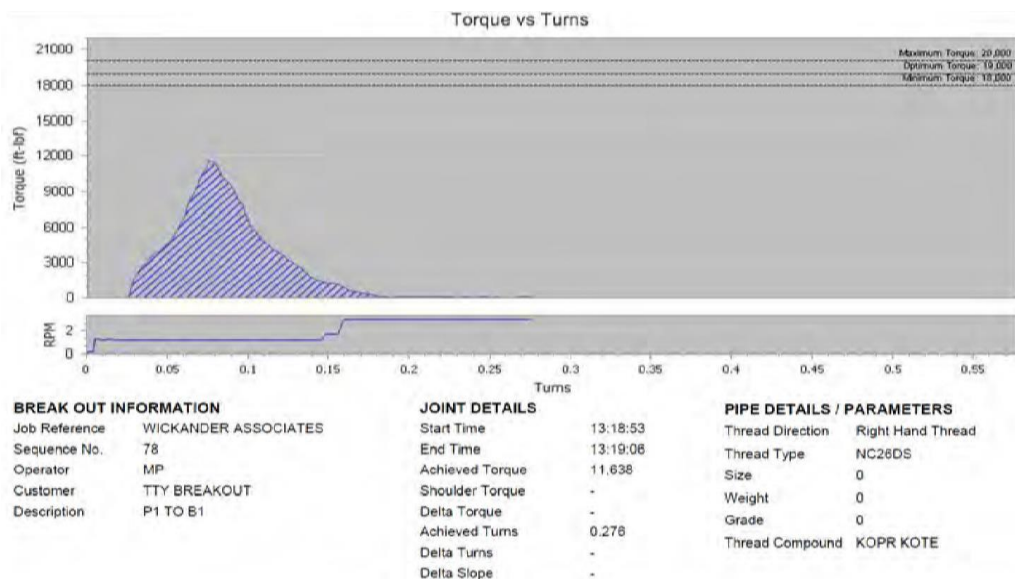 Torque vs Turns
21000
18000
15000
12000
9000
6000
3000
0
Torque (ft-lbf)
Maximum Torque: 20,000
Optimum Torque: 19,000
Minimum Torque: 18,000
2
0
RPM
0 0.05 0.1 0.15 0.2 0.25 0.3 0.35 0.4 0.45 0.5 0.55
Turns
BREAK OUT INFORMATION
Job Reference WICKANDER ASSOCIATES
Sequence No. 78
Operator MP
Customer TTY BREAKOUT
Description P1 TO B1
JOINT DETAILS
Start Time 13:18:53
End Time 13:19:06
Achieved Torque 11,638
Shoulder Torque -
Delta Torque -
Achieved Turns 0.276
Delta Turns -
Delta Slope -
PIPE DETAILS / PARAMETERS
Thread Direction Right Hand Thread
Thread Type NC26DS
Size 0
Weight 0
Grade 0
Thread Compound KOPR KOTE